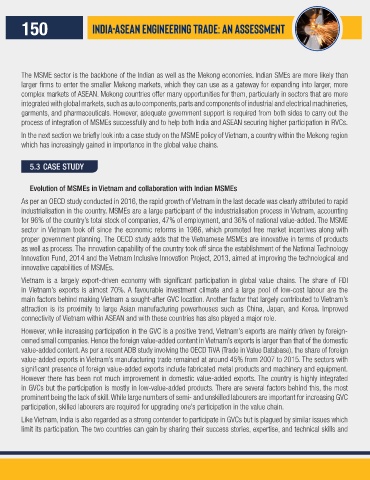 150
INDIA-ASEAN ENGINEERING TRADE: AN ASSESSMENT
The MSME sector is the backbone of the Indian as well as the Mekong economies. Indian SMEs are more likely than
larger firms to enter the smaller Mekong markets, which they can use as a gateway for expanding into larger, more
complex markets of ASEAN. Mekong countries offer many opportunities for them, particularly in sectors that are more
integrated with global markets, such as auto components, parts and components of industrial and electrical machineries,
garments, and pharmaceuticals. However, adequate government support is required from both sides to carry out the
process of integration of MSMEs successfully and to help both India and ASEAN securing higher participation in RVCs.
In the next section we briefly look into a case study on the MSME policy of Vietnam, a country within the Mekong region
which has increasingly gained in importance in the global value chains.
5.3 CASE STUDY
Evolution of MSMEs in Vietnam and collaboration with Indian MSMEs
As per an OECD study conducted in 2016, the rapid growth of Vietnam in the last decade was clearly attributed to rapid
industrialisation in the country. MSMEs are a large participant of the industrialisation process in Vietnam, accounting
for 96% of the country's total stock of companies, 47% of employment, and 36% of national value-added. The MSME
sector in Vietnam took off since the economic reforms in 1986, which promoted free market incentives along with
proper government planning. The OECD study adds that the Vietnamese MSMEs are innovative in terms of products
as well as process. The innovation capability of the country took off since the establishment of the National Technology
Innovation Fund, 2014 and the Vietnam Inclusive Innovation Project, 2013, aimed at improving the technological and
innovative capabilities of MSMEs.
Vietnam is a largely export-driven economy with significant participation in global value chains. The share of FDI
in Vietnam's exports is almost 70%. A favourable investment climate and a large pool of low-cost labour are the
main factors behind making Vietnam a sought-after GVC location. Another factor that largely contributed to Vietnam's
attraction is its proximity to large Asian manufacturing powerhouses such as China, Japan, and Korea. Improved
connectivity of Vietnam within ASEAN and with these countries has also played a major role.
However, while increasing participation in the GVC is a positive trend, Vietnam's exports are mainly driven by foreign-
owned small companies. Hence the foreign value-added content in Vietnam's exports is larger than that of the domestic
value-added content. As per a recent ADB study involving the OECD TiVA (Trade in Value Database), the share of foreign
value-added exports in Vietnam's manufacturing trade remained at around 45% from 2007 to 2015. The sectors with
significant presence of foreign value-added exports include fabricated metal products and machinery and equipment.
However there has been not much improvement in domestic value-added exports. The country is highly integrated
in GVCs but the participation is mostly in low-value-added products. There are several factors behind this, the most
prominent being the lack of skill. While large numbers of semi- and unskilled labourers are important for increasing GVC
participation, skilled labourers are required for upgrading one's participation in the value chain.
Like Vietnam, India is also regarded as a strong contender to participate in GVCs but is plagued by similar issues which
limit its participation. The two countries can gain by sharing their success stories, expertise, and technical skills and